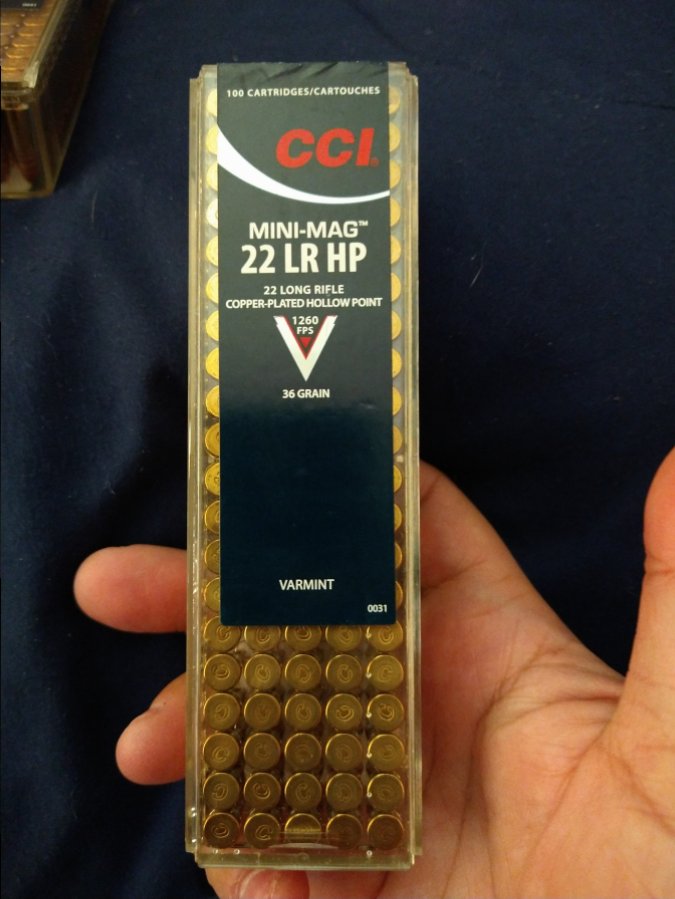 100 CARTRIDGES/CARTOUCHES
CCI®
MINI-MAG™
22 LR HP
22 LONG RIFLE
COPPER-PLATED HOLLOW POINT
1260
FPS
36 GRAIN
VARMINT
0031